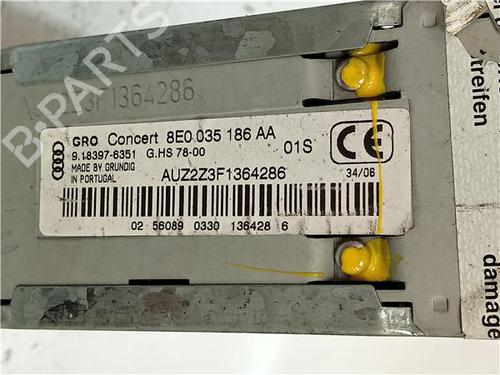 B-PARTS
3F1364286
GRO Concert 8E0 035 186 AA
9.18397-6351 G.HS 78-00 01S
MADE BY GRUNDIG
IN PORTUGAL
CE
AUZ2Z3F1364286
34/06
02 56089 0330 136428 6
treifen
damage